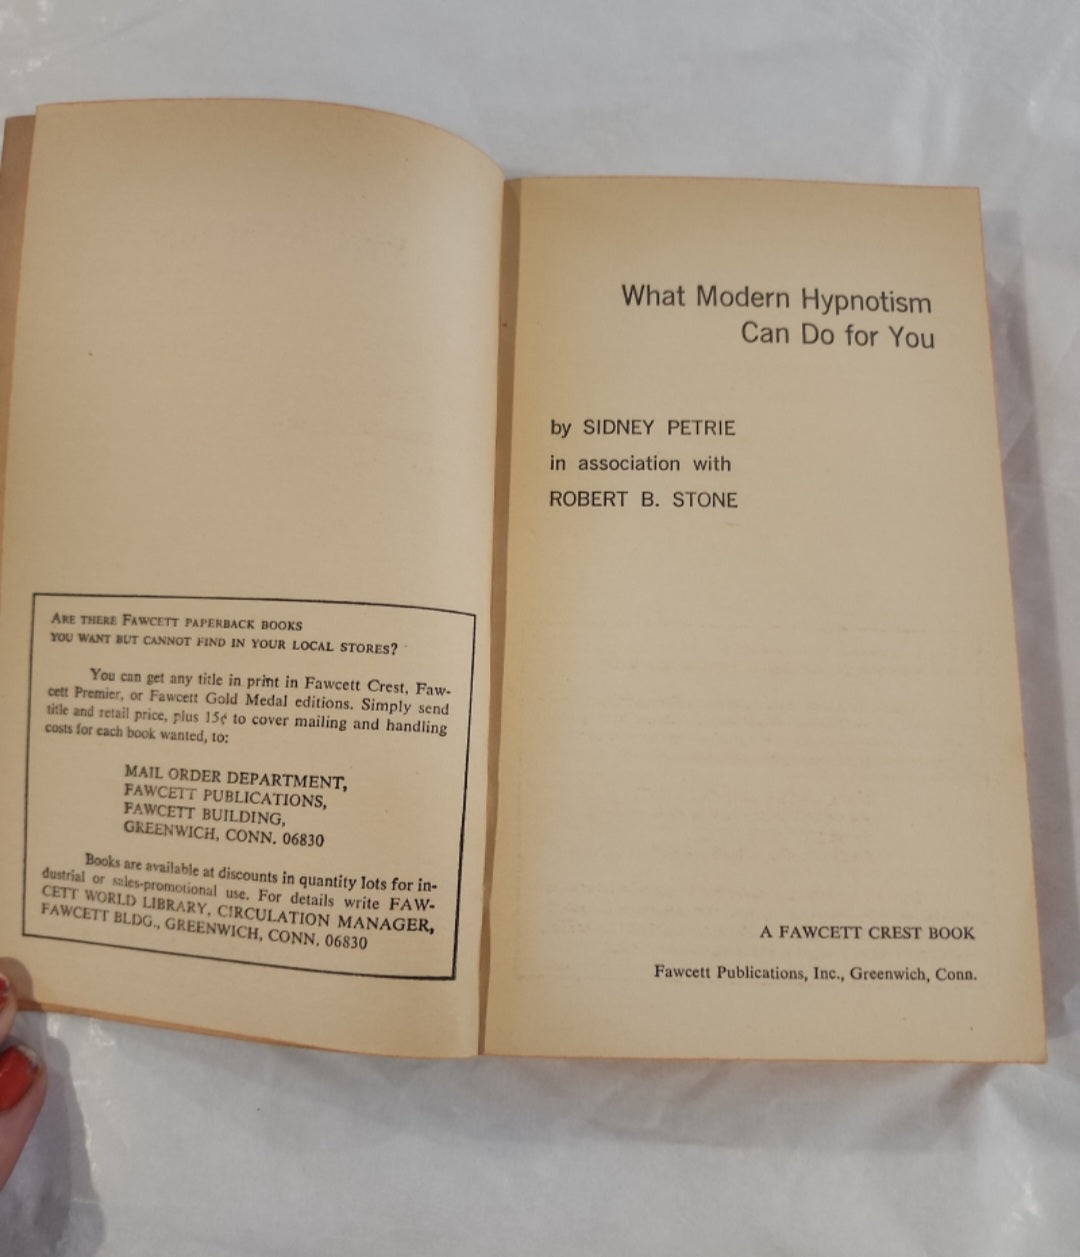 ARE THERE FAWCETT PAPERBACK BOOKS
YOU WANT BUT CANNOT FIND IN YOUR LOCAL STORES?
You can get any title in print in Fawcett Crest, Faw-
cett Premier, or Fawcett Gold Medal editions. Simply send
title and retail price, plus 15¢ to cover mailing and handling
costs for each book wanted, to:
MAIL ORDER DEPARTMENT,
FAWCETT PUBLICATIONS,
FAWCETT BUILDING,
GREENWICH, CONN. 06830
Books are available at discounts in quantity lots for in-
dustrial or sales-promotional use. For details write FAW-
CETT WORLD LIBRARY, CIRCULATION MANAGER,
FAWCETT BLDG., GREENWICH, CONN. 06830
What Modern Hypnotism
Can Do for You
by SIDNEY PETRIE
in association with
ROBERT B. STONE
A FAWCETT CREST BOOK
Fawcett Publications, Inc., Greenwich, Conn.